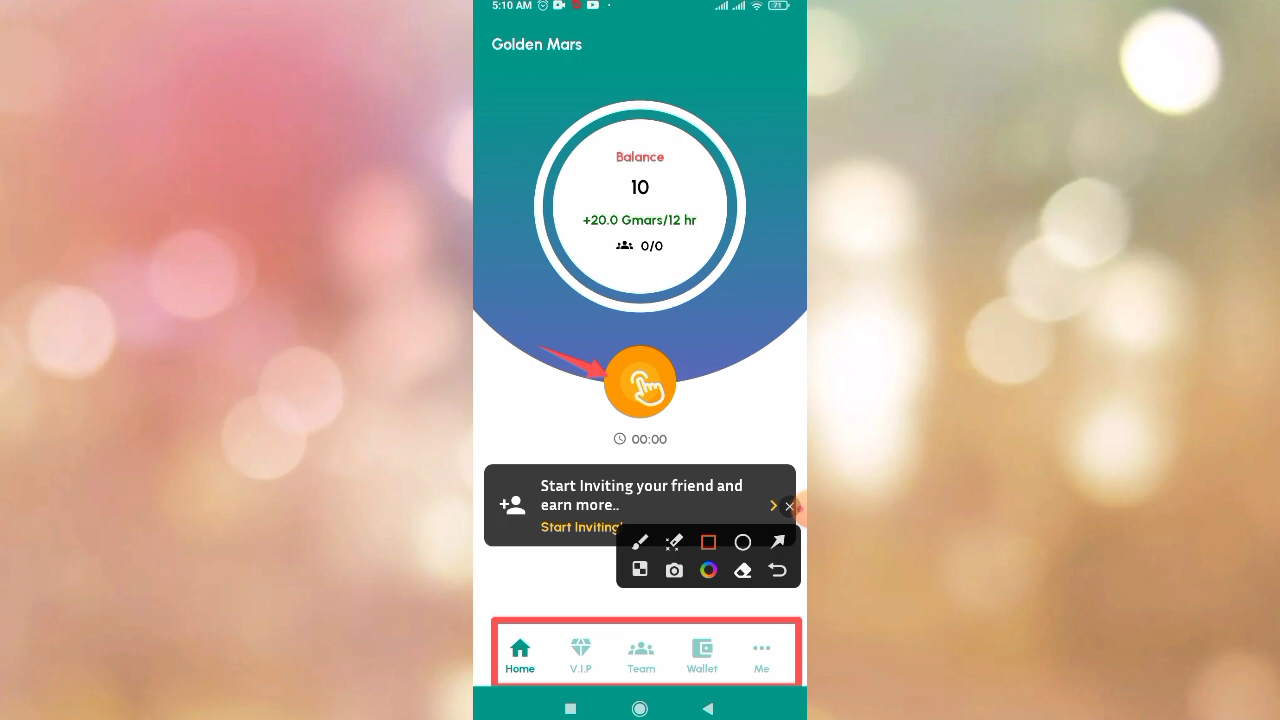 5:10 AM
71
Golden Mars
Balance
10
+20.0 Gmars/12 hr
0/0
00:00
Start Inviting your friend and
earn more..
Start Inviting!
Home
V.I.P
Team
Wallet
Me